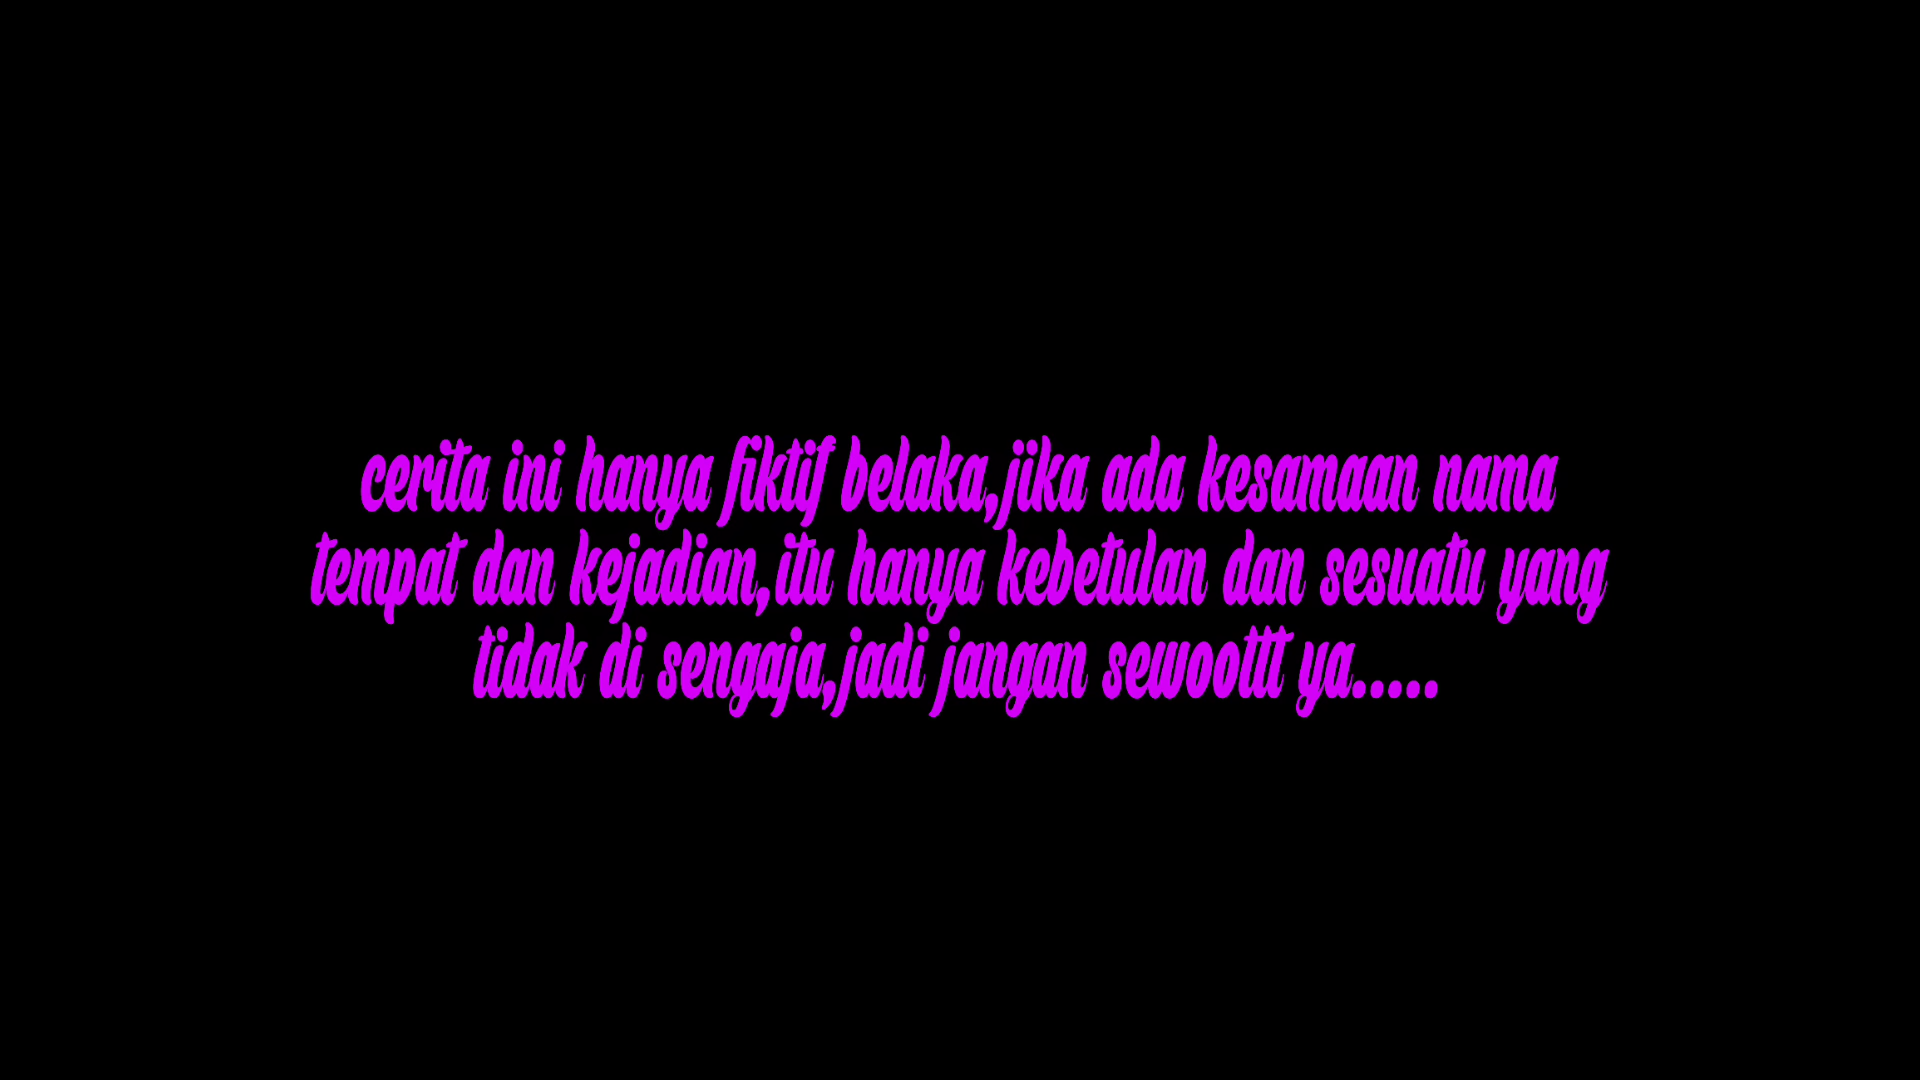 cerita ini hanya fiktif belaka,jika ada kesamaan nama
tempat dan kejadian,itu hanya kebetulan dan sesuatu yang
tidak di sengaja,jadi jangan sewoottt ya.....